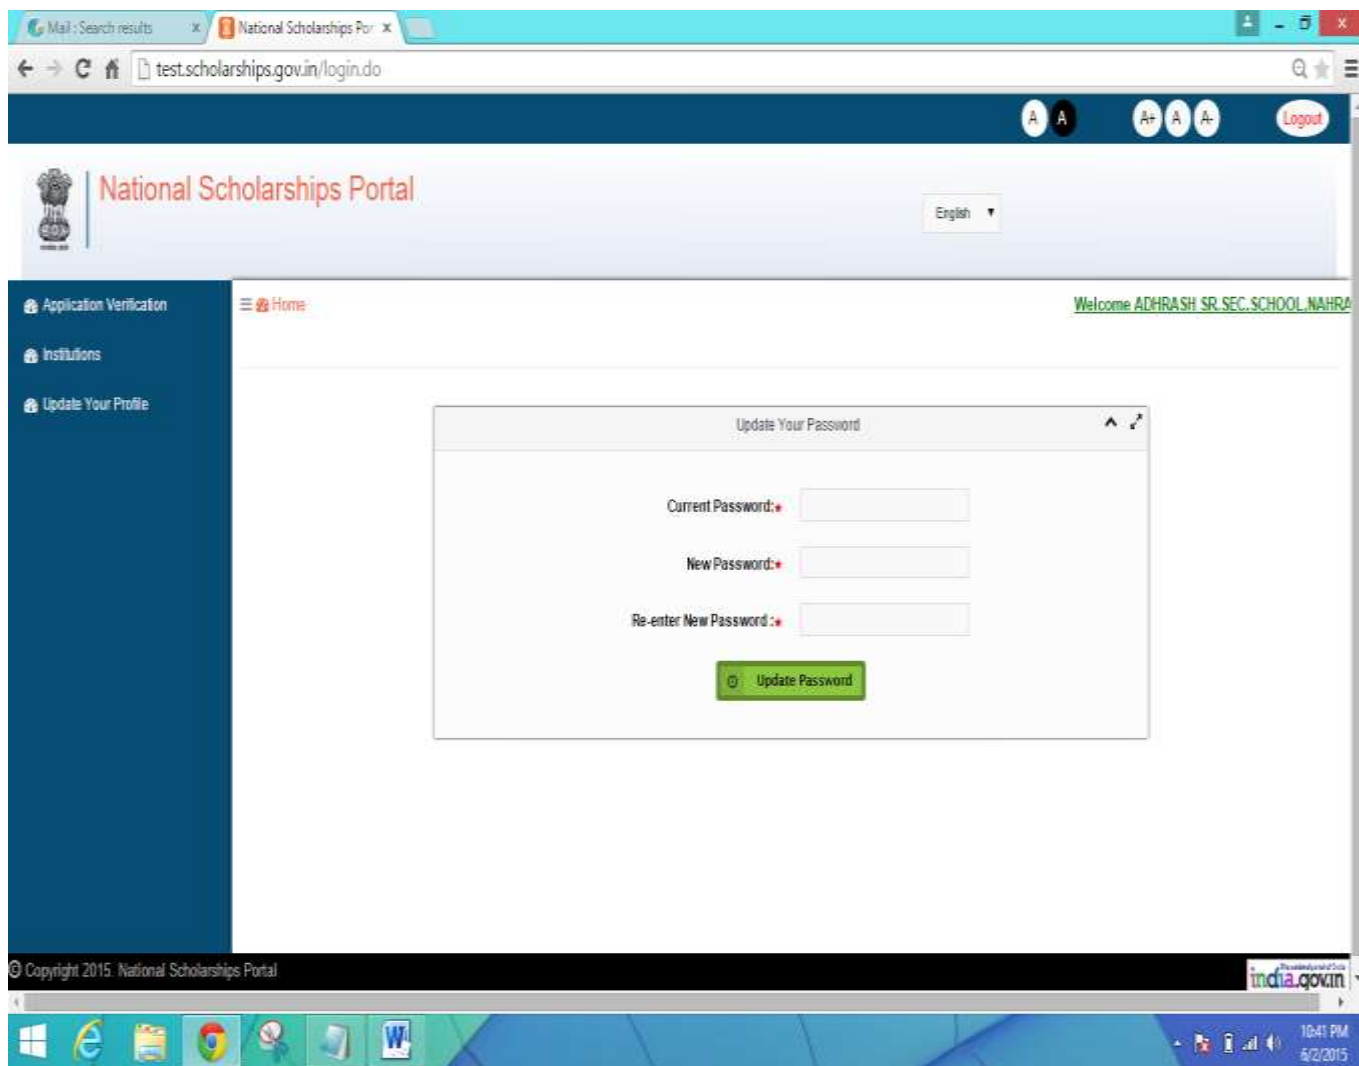 Mail : Search results
National Scholarships Por
test.scholarships.gov.in/login.do
A A A+ A A- Logout
National Scholarships Portal
English
Application Verification
Home
Welcome ADHRASH SR.SEC.SCHOOL,NAHRA
Institutions
Update Your Profile
Update Your Password
Current Password:*
New Password:*
Re-enter New Password :*
Update Password
© Copyright 2015. National Scholarships Portal
india.gov.in
10:41 PM
6/2/2015